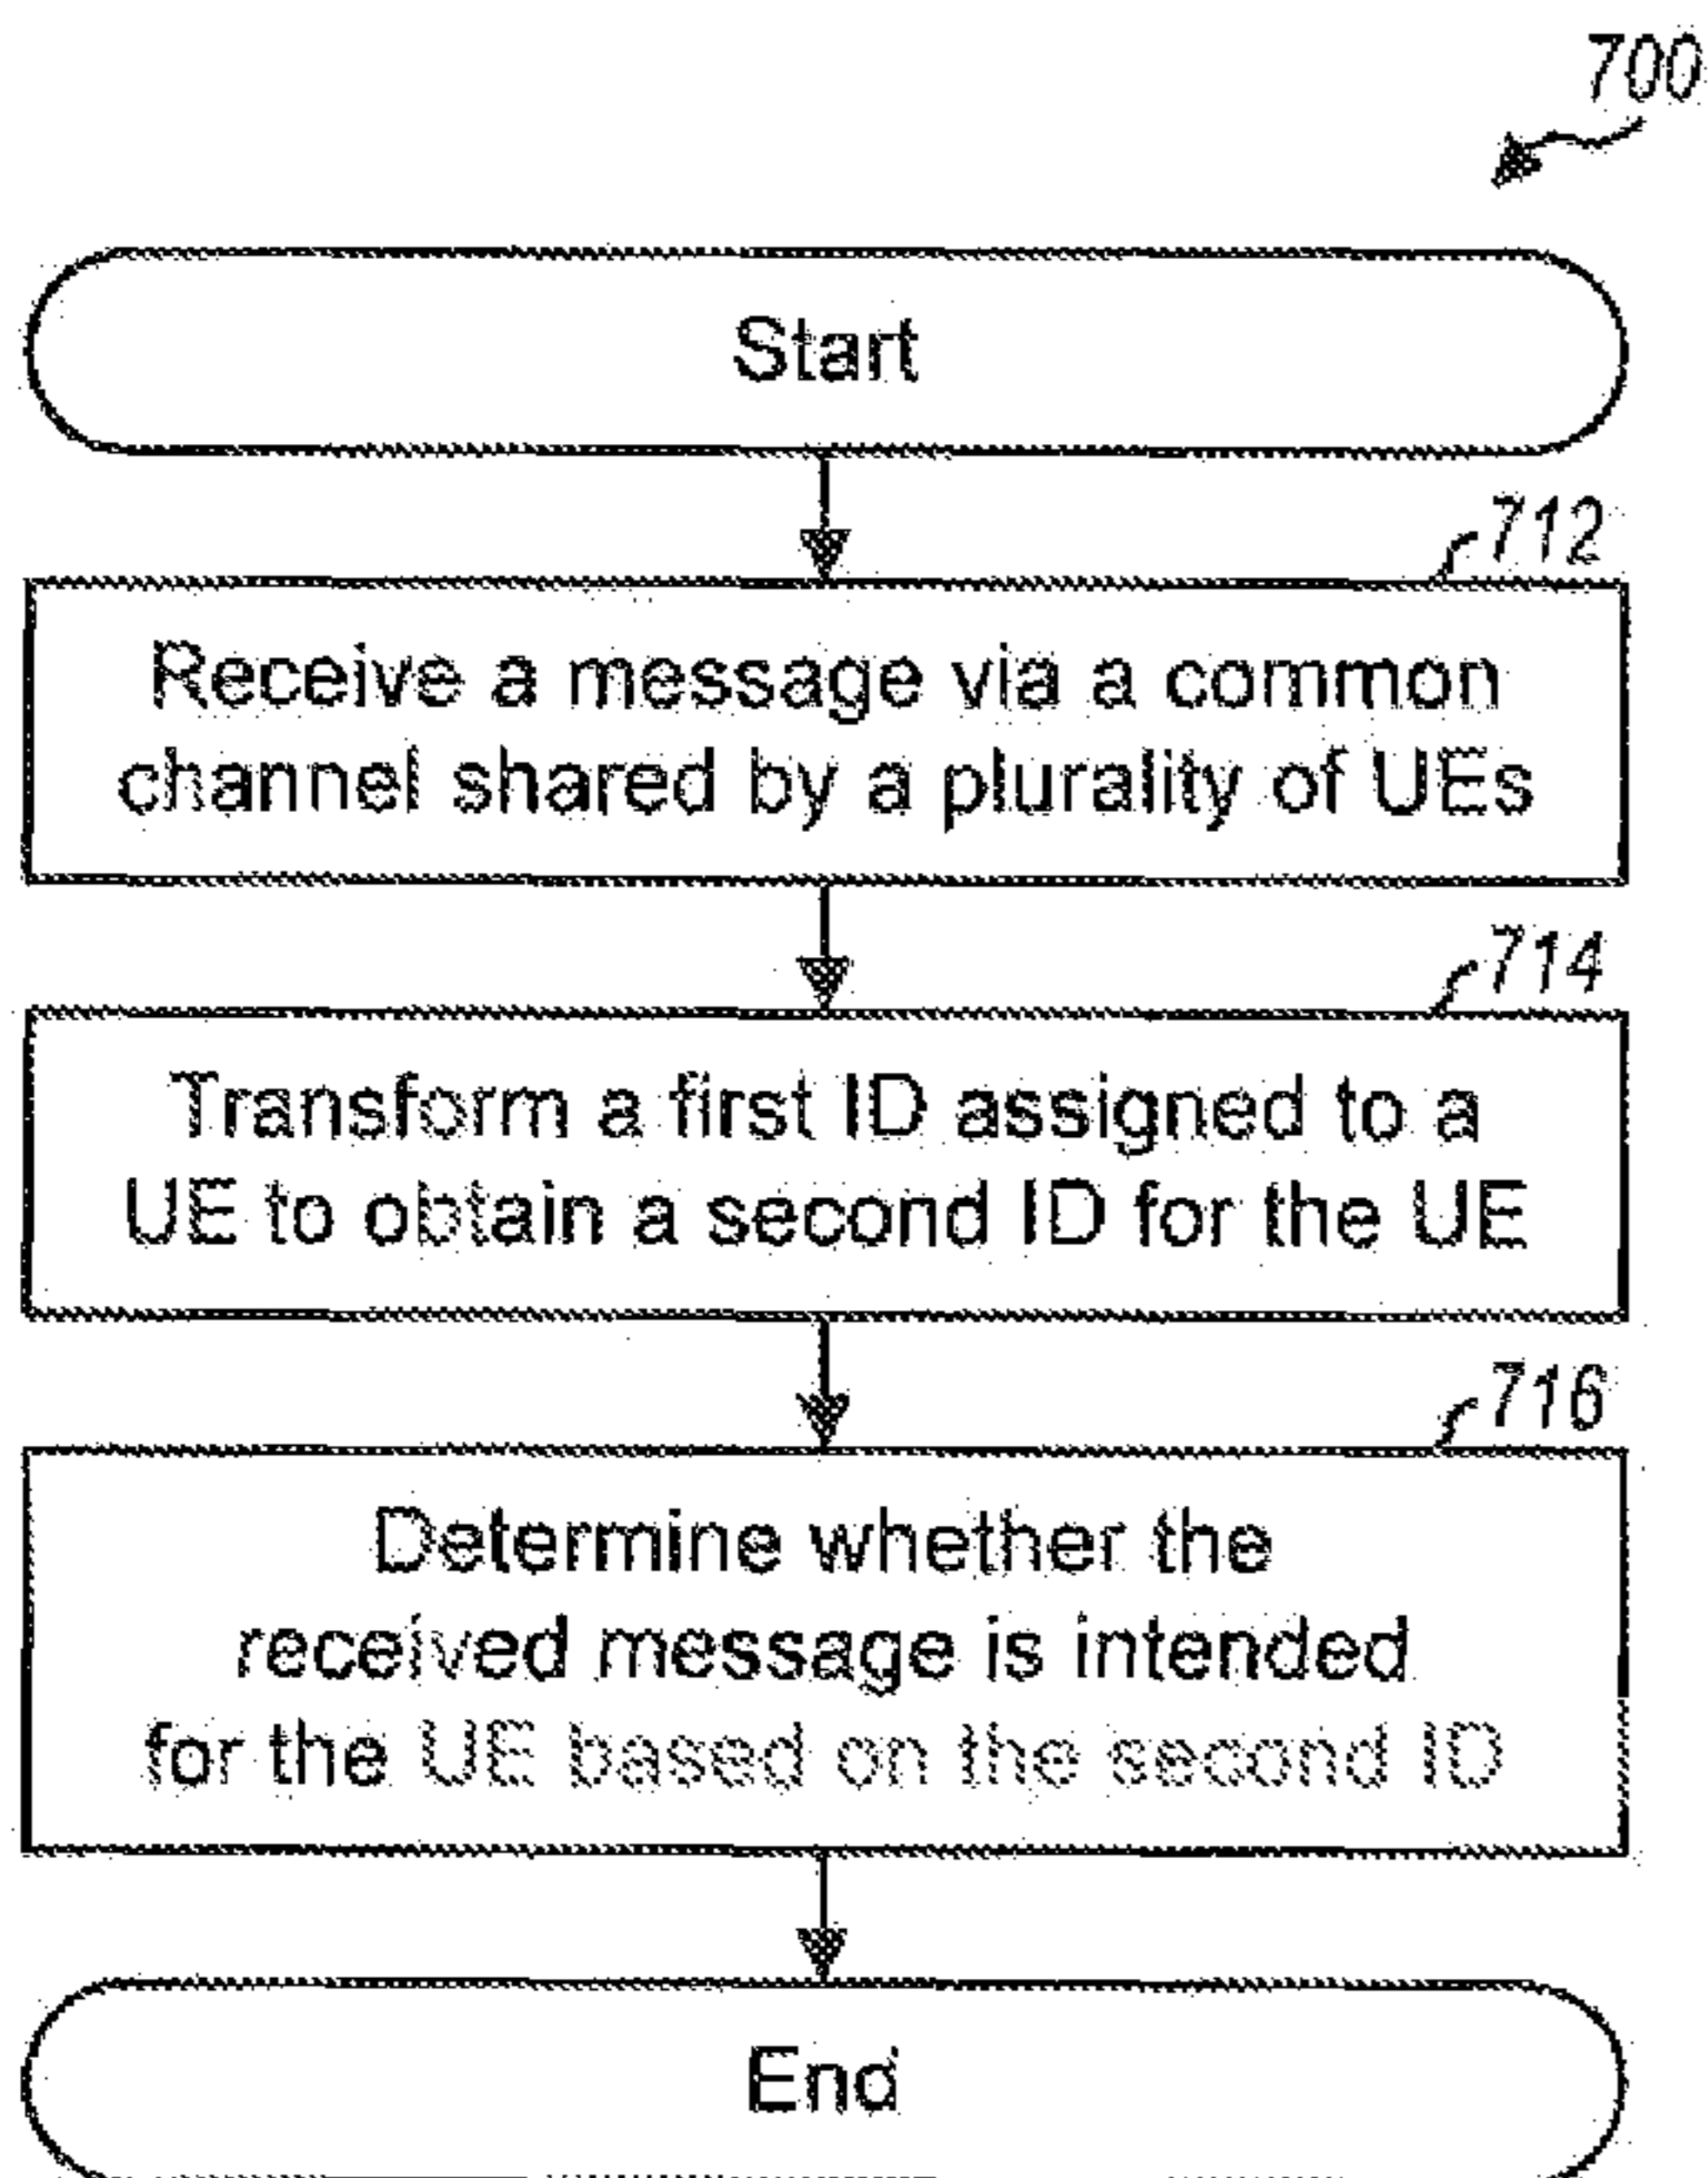 700
Start
712
Receive a message via a common
channel shared by a plurality of UEs
714
Transform a first ID assigned to a
UE to obtain a second ID for the UE
716
Determine whether the
received message is intended
for the UE based on the second ID
End